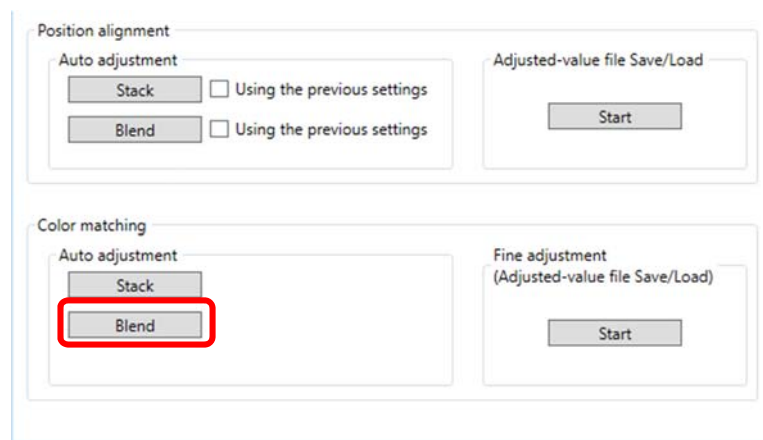 Position alignment
Auto adjustment
Stack
Using the previous settings
Blend
Using the previous settings
Adjusted-value file Save/Load
Start
Color matching
Auto adjustment
Stack
Blend
Fine adjustment
(Adjusted-value file Save/Load)
Start